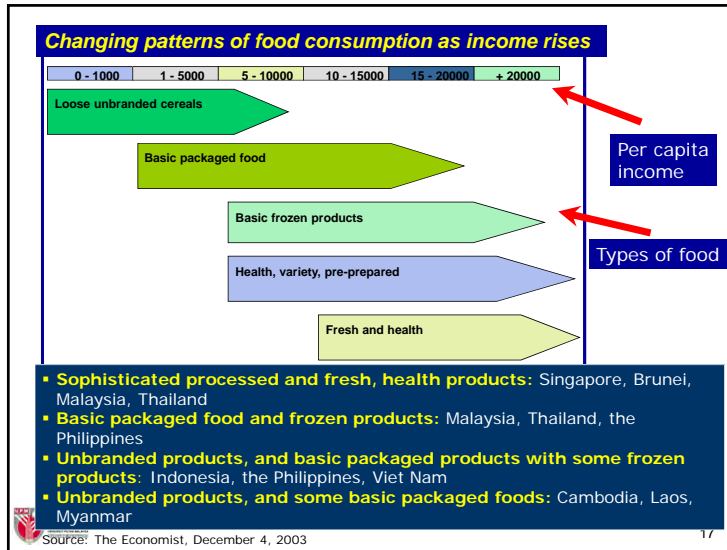 Changing patterns of food consumption as income rises
0 - 1000 1 - 5000 5 - 10000 10 - 15000 15 - 20000 + 20000
Loose unbranded cereals
Basic packaged food
Per capita
income
Basic frozen products
Types of food
Health, variety, pre-prepared
Fresh and health
▪ Sophisticated processed and fresh, health products: Singapore, Brunei,
Malaysia, Thailand
▪ Basic packaged food and frozen products: Malaysia, Thailand, the
Philippines
▪ Unbranded products, and basic packaged products with some frozen
products: Indonesia, the Philippines, Viet Nam
▪ Unbranded products, and some basic packaged foods: Cambodia, Laos,
Myanmar
Source: The Economist, December 4, 2003
17